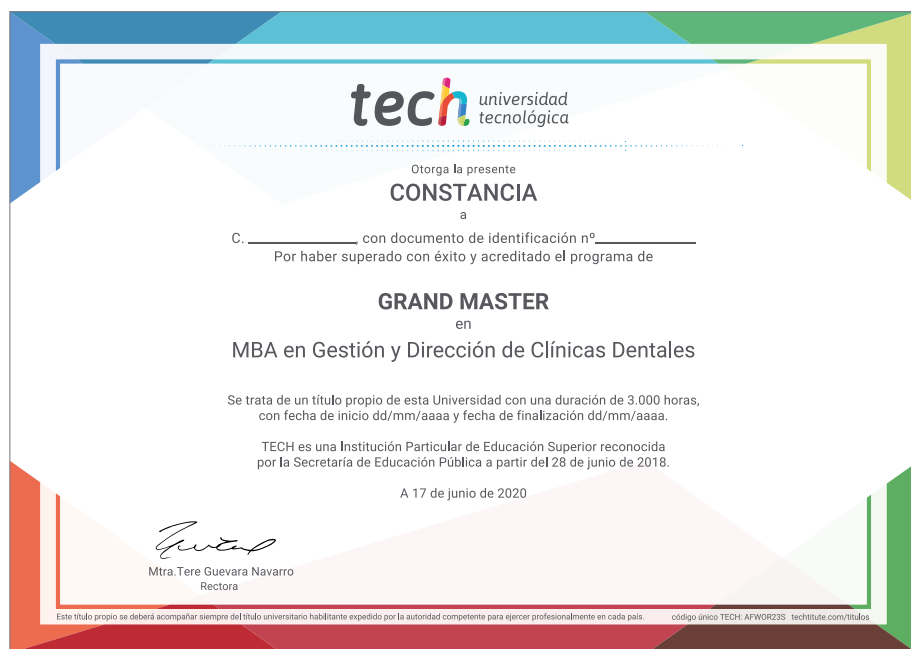 tech universidad
tecnológica
Otorga la presente
CONSTANCIA
a
C. ____________, con documento de identificación nº____________
Por haber superado con éxito y acreditado el programa de
GRAND MASTER
en
MBA en Gestión y Dirección de Clínicas Dentales
Se trata de un título propio de esta Universidad con una duración de 3.000 horas,
con fecha de inicio dd/mm/aaaa y fecha de finalización dd/mm/aaaa.
TECH es una Institución Particular de Educación Superior reconocida
por la Secretaría de Educación Pública a partir del 28 de junio de 2018.
A 17 de junio de 2020
Mtra.Tere Guevara Navarro
Rectora
Este título propio se deberá acompañar siempre del título universitario habilitante expedido por la autoridad competente para ejercer profesionalmente en cada país. código único TECH: AFWOR23S techtitute.com/titulos